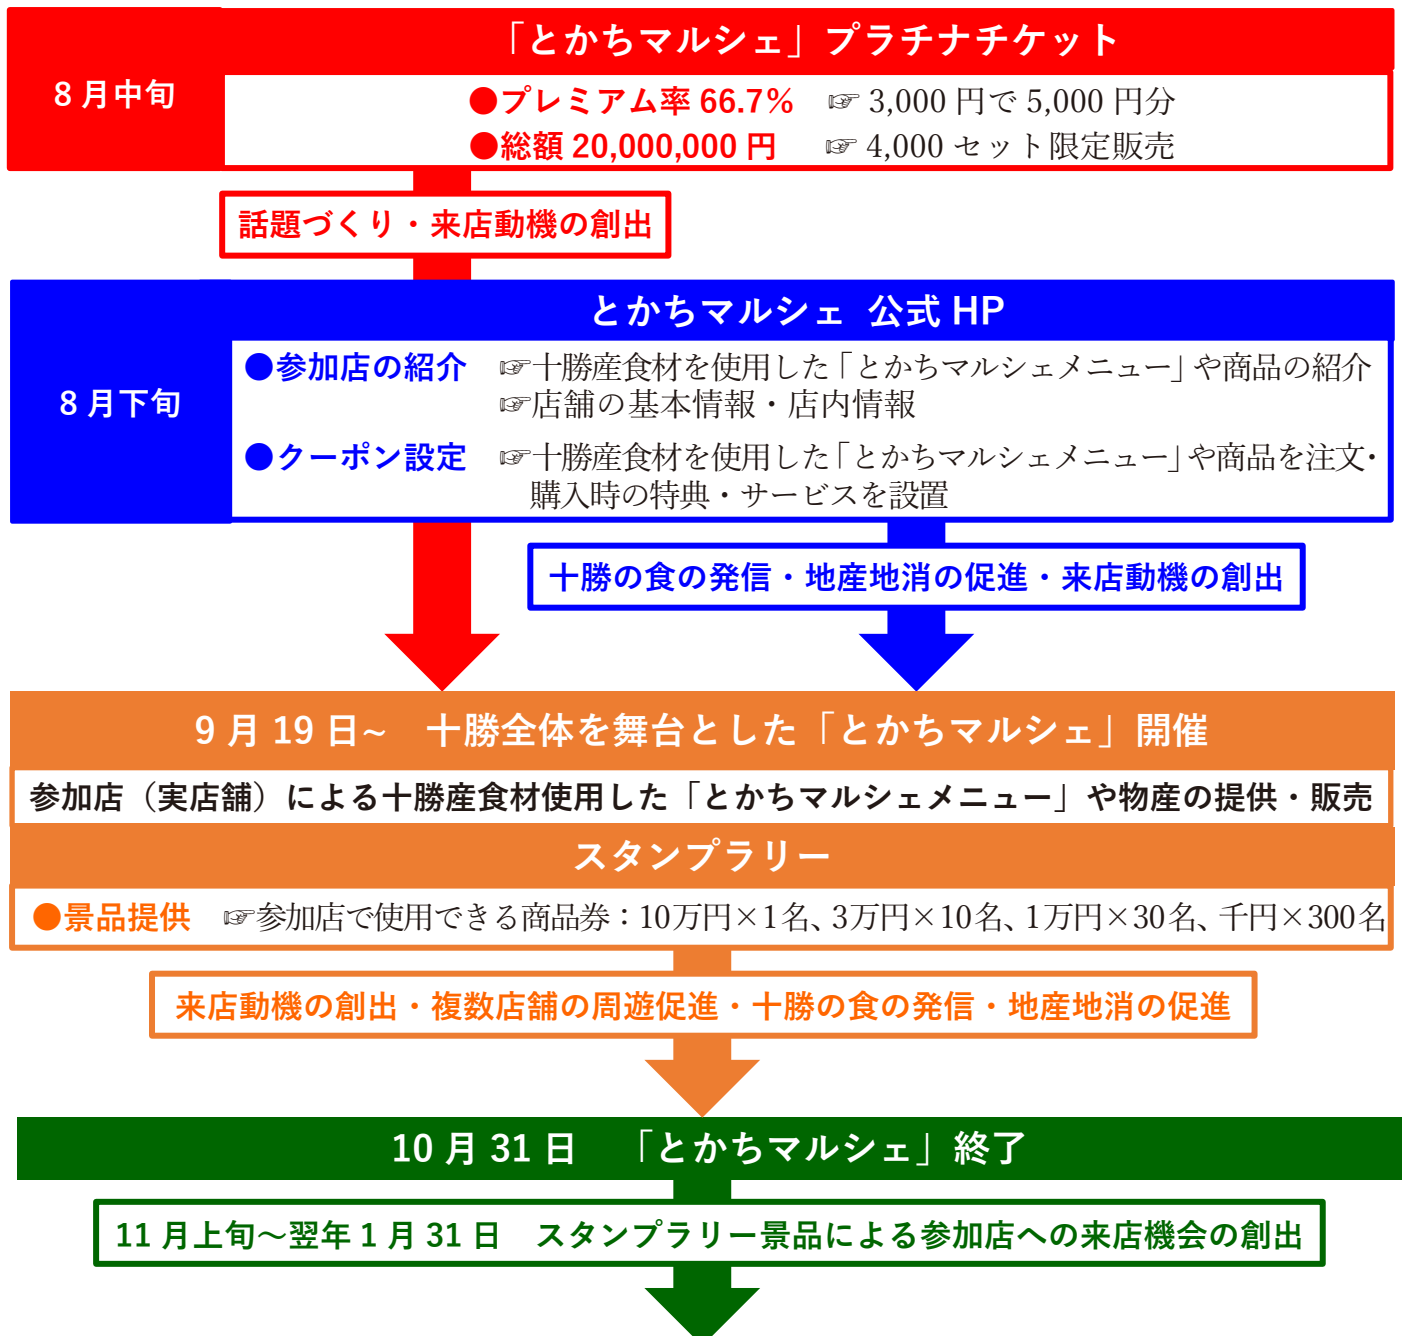 「とかちマルシェ」プラチナチケット
8月中旬
●プレミアム率 66.7% ☞ 3,000 円で 5,000 円分
●総額 20,000,000 円 ☞ 4,000 セット限定販売
話題づくり・来店動機の創出
とかちマルシェ 公式 HP
8月下旬
●参加店の紹介 ☞十勝産食材を使用した「とかちマルシェメニュー」や商品の紹介
☞店舗の基本情報・店内情報
●クーポン設定 ☞十勝産食材を使用した「とかちマルシェメニュー」や商品を注文・
購入時の特典・サービスを設置
十勝の食の発信・地産地消の促進・来店動機の創出
9月 19 日~ 十勝全体を舞台とした「とかちマルシェ」開催
参加店（実店舗）による十勝産食材使用した「とかちマルシェメニュー」や物産の提供・販売
スタンプラリー
●景品提供 ☞参加店で使用できる商品券：10万円×1名、3万円×10名、1万円×30名、千円×300名
来店動機の創出・複数店舗の周遊促進・十勝の食の発信・地産地消の促進
10 月 31 日 「とかちマルシェ」終了
11 月上旬～翌年 1 月 31 日 スタンプラリー景品による参加店への来店機会の創出